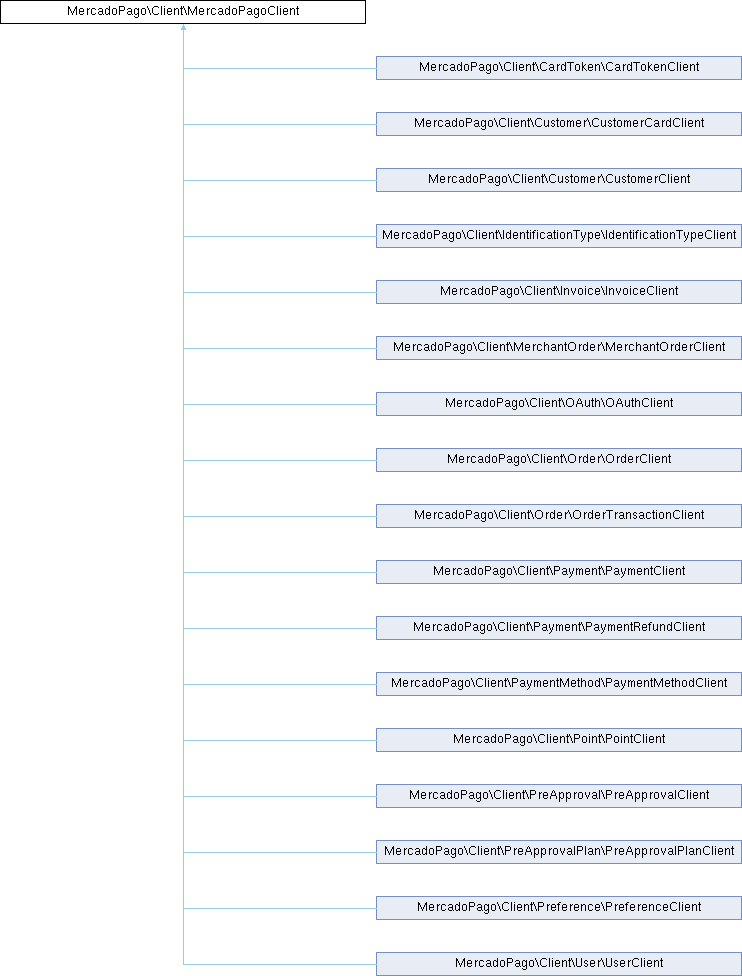 MercadoPago\Client\MercadoPagoClient
MercadoPago\Client\CardToken\CardTokenClient
MercadoPago\Client\Customer\CustomerCardClient
MercadoPago\Client\Customer\CustomerClient
MercadoPago\Client\IdentificationType\IdentificationTypeClient
MercadoPago\Client\Invoice\InvoiceClient
MercadoPago\Client\MerchantOrder\MerchantOrderClient
MercadoPago\Client\OAuth\OAuthClient
MercadoPago\Client\Order\OrderClient
MercadoPago\Client\Order\OrderTransactionClient
MercadoPago\Client\Payment\PaymentClient
MercadoPago\Client\Payment\PaymentRefundClient
MercadoPago\Client\PaymentMethod\PaymentMethodClient
MercadoPago\Client\Point\PointClient
MercadoPago\Client\PreApproval\PreApprovalClient
MercadoPago\Client\PreApprovalPlan\PreApprovalPlanClient
MercadoPago\Client\Preference\PreferenceClient
MercadoPago\Client\User\UserClient